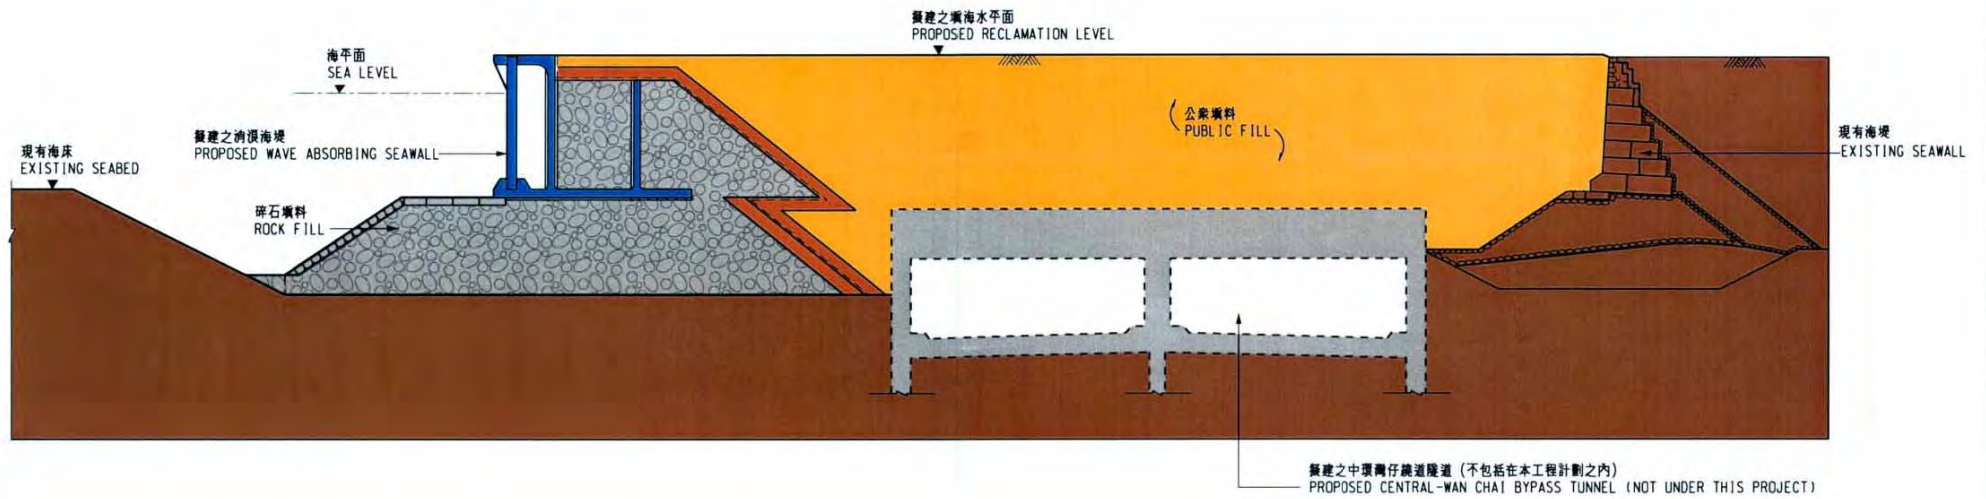 擬建之填海水平面
PROPOSED RECLAMATION LEVEL
海平面
SEA LEVEL
擬建之消浪海堤
PROPOSED WAVE ABSORBING SEAWALL
現有海床
EXISTING SEABED
碎石填料
ROCK FILL
公眾填料
PUBLIC FILL
現有海堤
EXISTING SEAWALL
擬建之中環灣仔繞道隧道 (不包括在本工程計劃之內)
PROPOSED CENTRAL-WAN CHAI BYPASS TUNNEL (NOT UNDER THIS PROJECT)